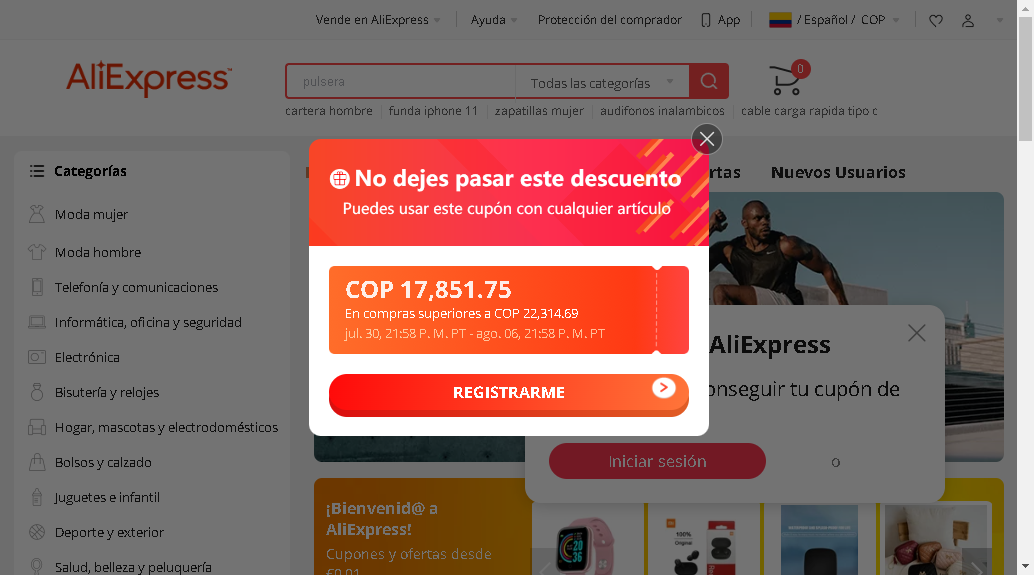 Vende en AliExpress
Ayuda
Protección del comprador
App
/ Español / COP
AliExpress
pulsera
Todas las categorías
0
cartera hombre
funda iphone 11
zapatillas mujer
audifonos inalambicos
cable carga rapida tipo c
Categorías
Moda mujer
Moda hombre
Telefonía y comunicaciones
Informática, oficina y seguridad
Electrónica
Bisutería y relojes
Hogar, mascotas y electrodomésticos
Bolsos y calzado
Juguetes e infantil
Deporte y exterior
Salud, belleza y peluquería
rtas
Nuevos Usuarios
No dejes pasar este descuento
Puedes usar este cupón con cualquier artículo
COP 17,851.75
En compras superiores a COP 22,314.69
jul. 30, 21:58 P. M. PT - ago. 06, 21:58 P. M. PT
REGISTRARME
AliExpress
onseguir tu cupón de
Iniciar sesión
o
¡Bienvenid@ a
AliExpress!
Cupones y ofertas desde
€0,01